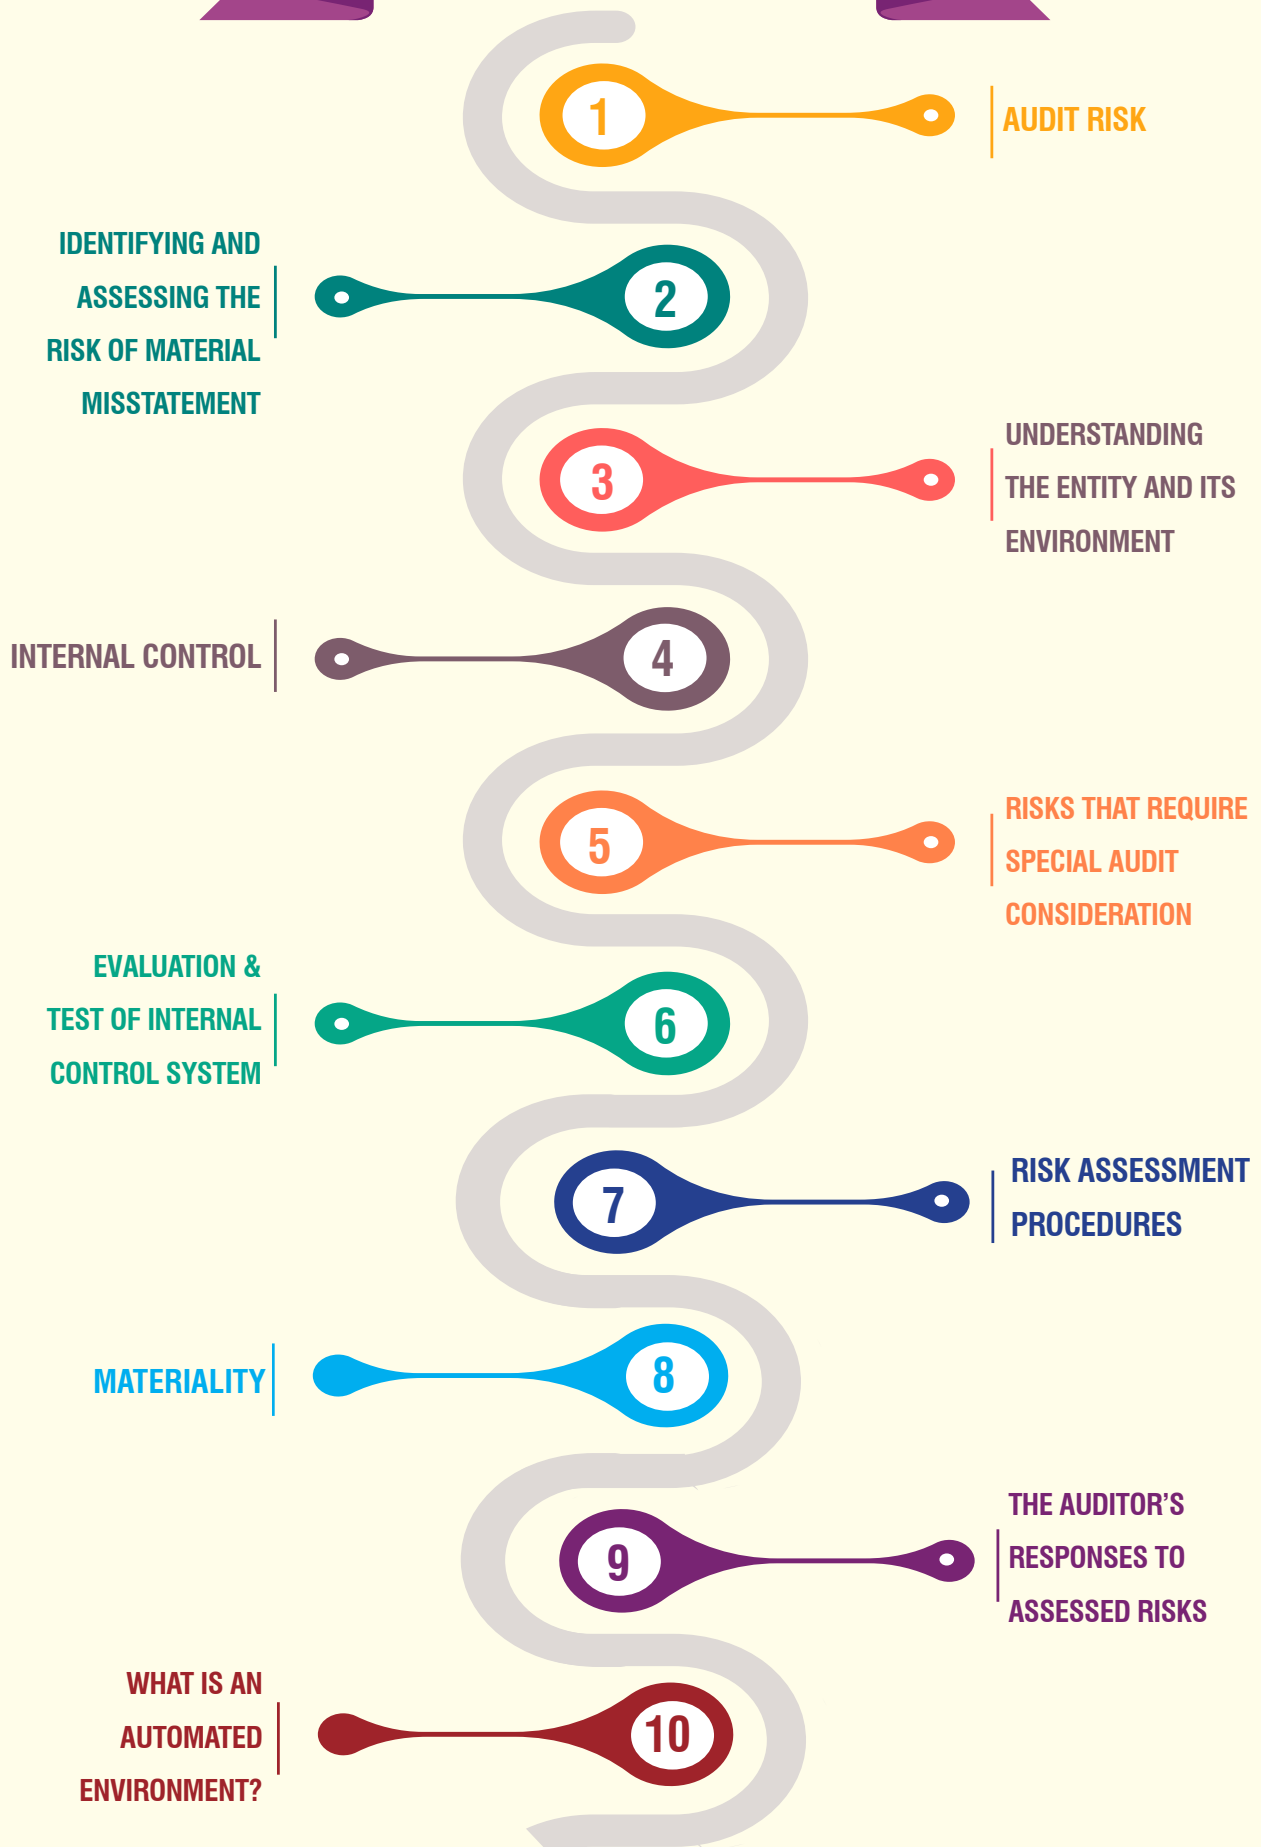 1
AUDIT RISK
IDENTIFYING AND
ASSESSING THE
RISK OF MATERIAL
MISSTATEMENT
2
3
UNDERSTANDING
THE ENTITY AND ITS
ENVIRONMENT
INTERNAL CONTROL
4
5
RISKS THAT REQUIRE
SPECIAL AUDIT
CONSIDERATION
EVALUATION &
TEST OF INTERNAL
CONTROL SYSTEM
6
7
RISK ASSESSMENT
PROCEDURES
MATERIALITY
8
9
THE AUDITOR’S
RESPONSES TO
ASSESSED RISKS
WHAT IS AN
AUTOMATED
ENVIRONMENT?
10